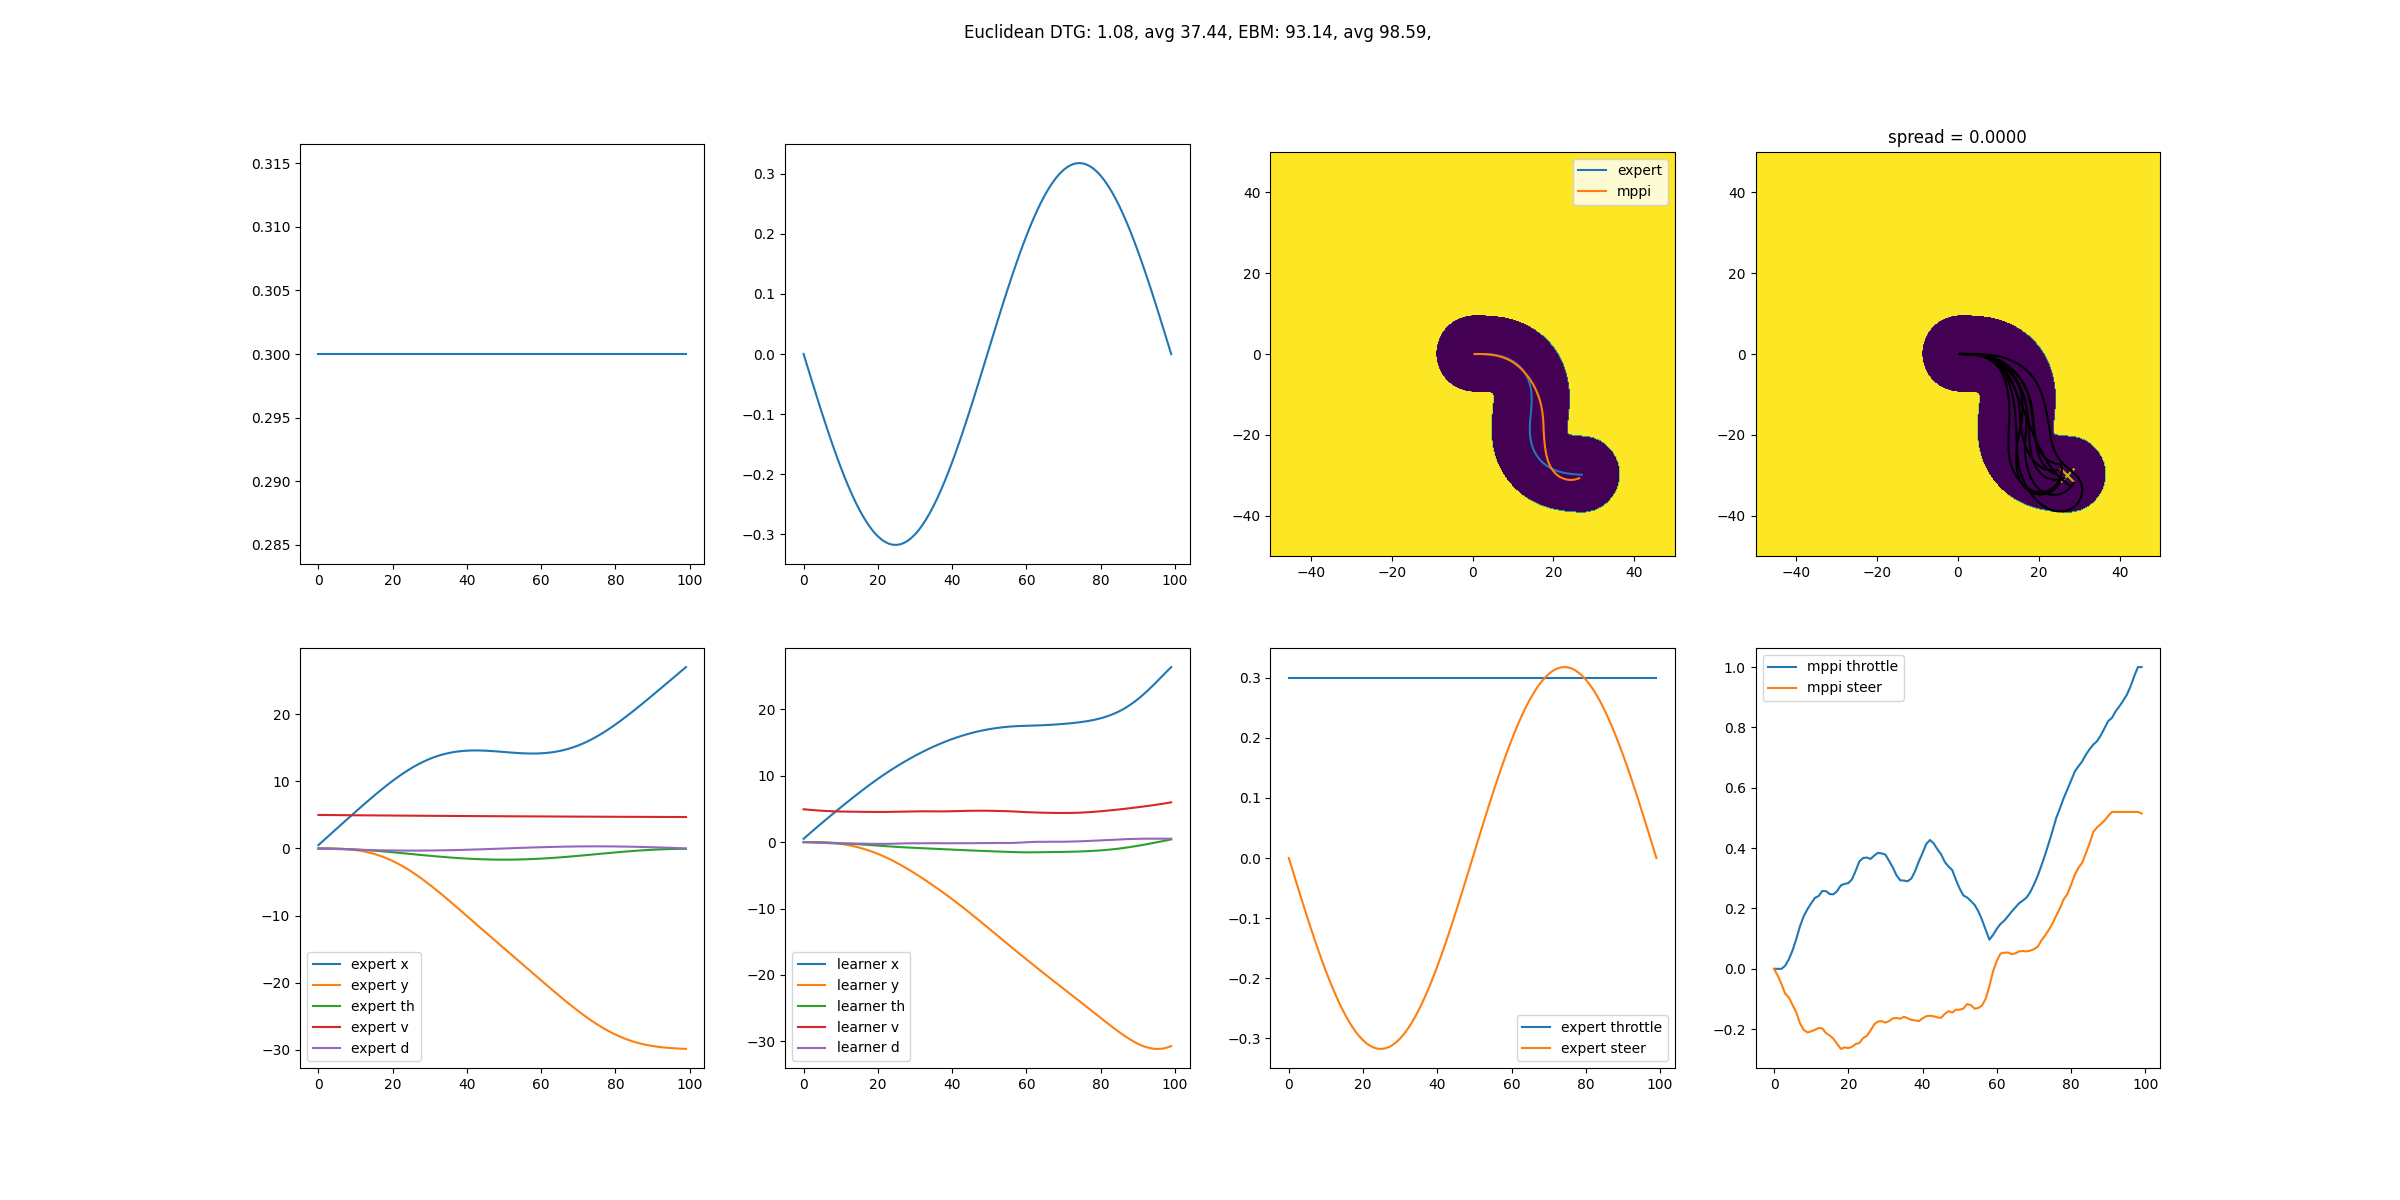 Euclidean DTG: 1.08, avg 37.44, EBM: 93.14, avg 98.59,
0.315
0.310
0.305
0.300
0.295
0.290
0.285
0 20 40 60 80 100
0.3
0.2
0.1
0.0
−0.1
−0.2
−0.3
0 20 40 60 80 100
expert
mppi
40
20
0
−20
−40
−40 −20 0 20 40
spread = 0.0000
40
20
0
−20
−40
−40 −20 0 20 40
20
10
0
−10
−20
−30
expert x
expert y
expert th
expert v
expert d
0 20 40 60 80 100
20
10
0
−10
−20
−30
learner x
learner y
learner th
learner v
learner d
0 20 40 60 80 100
0.3
0.2
0.1
0.0
−0.1
−0.2
−0.3
expert throttle
expert steer
0 20 40 60 80 100
mppi throttle
mppi steer
1.0
0.8
0.6
0.4
0.2
0.0
−0.2
0 20 40 60 80 100